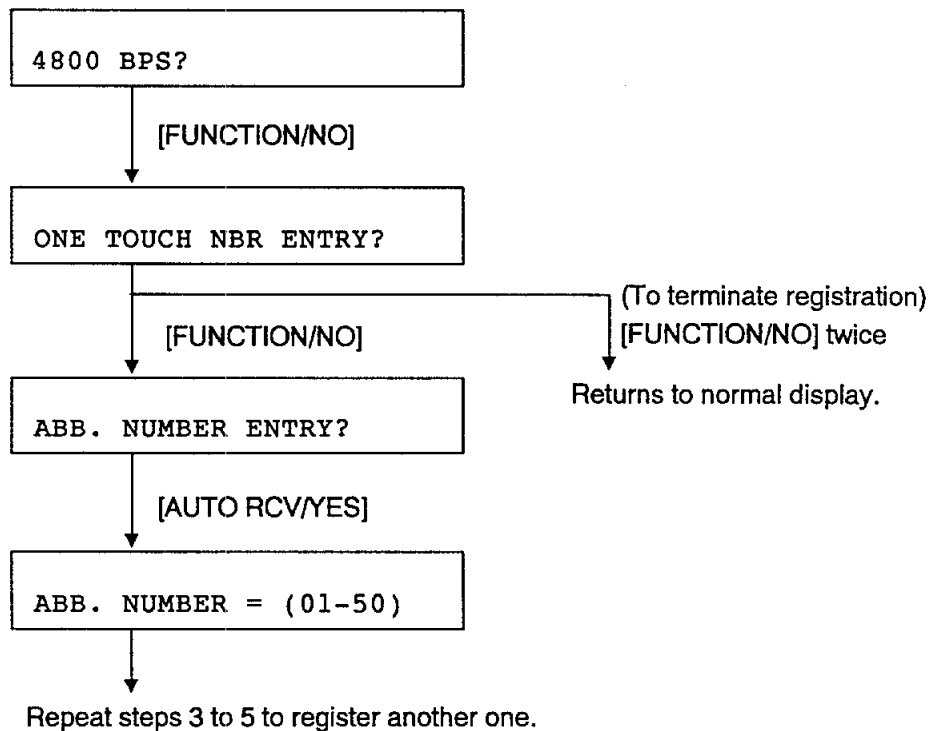 4800 BPS?
[FUNCTION/NO]
ONE TOUCH NBR ENTRY?
(To terminate registration)
[FUNCTION/NO] twice
[FUNCTION/NO]
Returns to normal display.
ABB. NUMBER ENTRY?
[AUTO RCV/YES]
ABB. NUMBER = (01-50)
Repeat steps 3 to 5 to register another one.